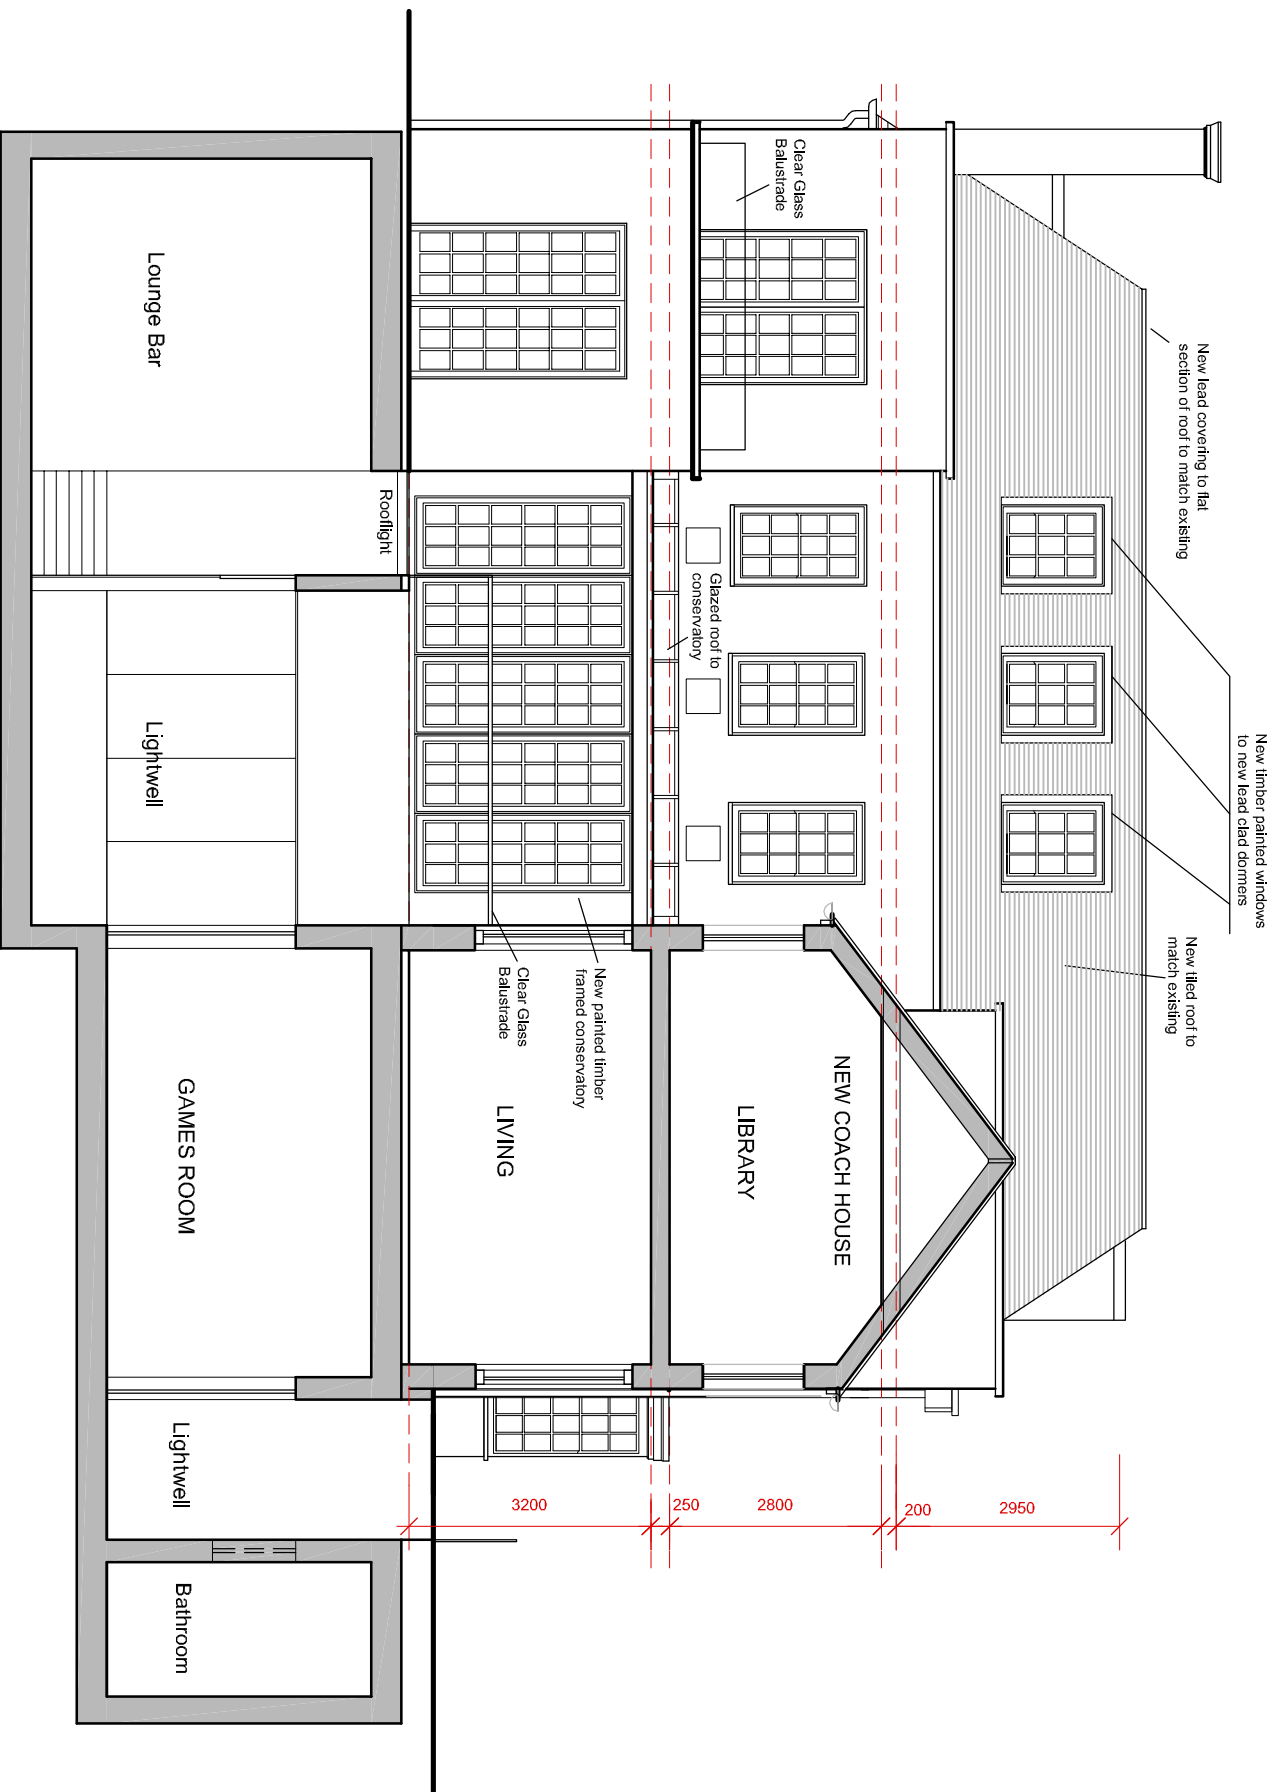 New timber painted windows
to new lead clad dormers
New lead covering to flat
section of roof to match existing
New tiled roof to
match existing
Clear Glass
Balustrade
Glazed roof to
conservatory
NEW COACH HOUSE
LIBRARY
New painted timber
framed conservatory
Clear Glass
Balustrade
LIVING
Rooflight
Lounge Bar
Lightwell
GAMES ROOM
Lightwell
Bathroom
2950
200
2800
250
3200